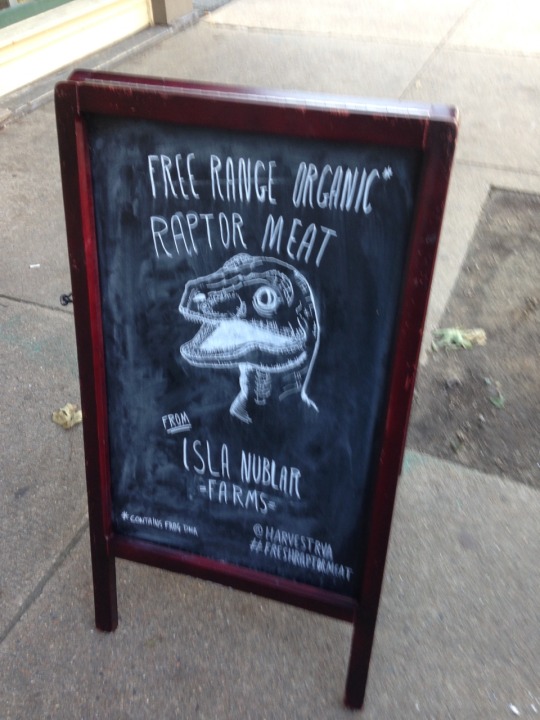 FREE RANGE ORGANIC*
RAPTOR MEAT
FROM
ISLA NUBLAR
=FARMS=
*CONTAINS FROG DNA
@HARVESTRVA
#FRESHRAPTORMEAT